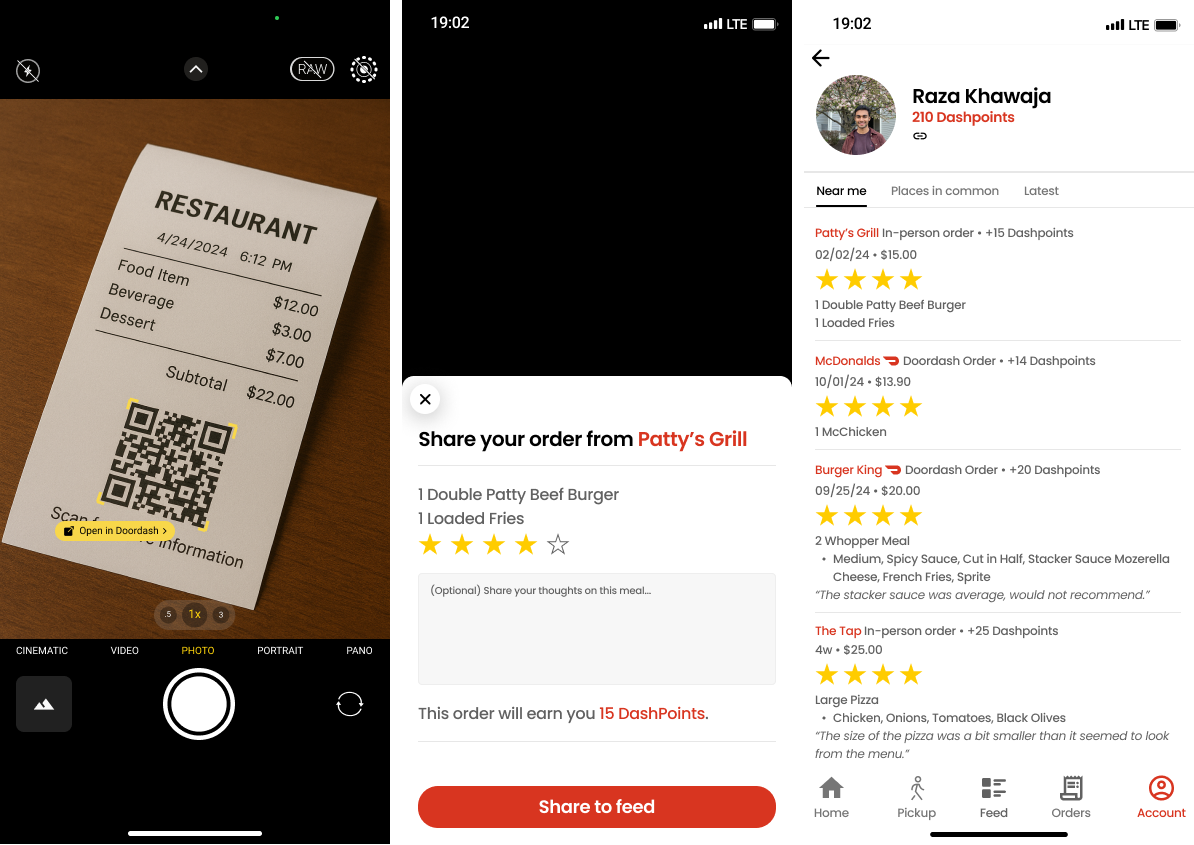 RAW
RESTAURANT
4/24/2024 6:12 PM
Food Item $12.00
Beverage $3.00
Dessert $7.00
Subtotal $22.00
Open in Doordash
information
.5 1x 3
CINEMATIC VIDEO PHOTO PORTRAIT PANO
19:02 LTE
Share your order from Patty's Grill
1 Double Patty Beef Burger
1 Loaded Fries
(Optional) Share your thoughts on this meal...
This order will earn you 15 DashPoints.
Share to feed
19:02 LTE
Raza Khawaja
210 Dashpoints
Near me Places in common Latest
Patty's Grill In-person order • +15 Dashpoints
02/02/24 • $15.00
1 Double Patty Beef Burger
1 Loaded Fries
McDonalds Doordash Order • +14 Dashpoints
10/01/24 • $13.90
1 McChicken
Burger King Doordash Order • +20 Dashpoints
09/25/24 • $20.00
2 Whopper Meal
• Medium, Spicy Sauce, Cut in Half, Stacker Sauce Mozerella
Cheese, French Fries, Sprite
“The stacker sauce was average, would not recommend.”
The Tap In-person order • +25 Dashpoints
4w • $25.00
Large Pizza
• Chicken, Onions, Tomatoes, Black Olives
“The size of the pizza was a bit smaller than it seemed to look
from the menu.“
Home Pickup Feed Orders Account